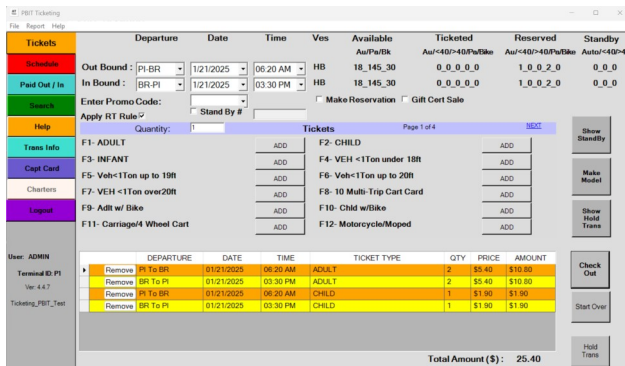 PBIT Ticketing
File Report Help
Tickets
Schedule
Paid Out / In
Search
Help
Trans Info
Capt Card
Charters
Logout
User: ADMIN
Terminal ID: P1
Ver: 4.4.7
Ticketing_PBIT_Test
Departure Date Time Ves Available Ticketed Reserved Standby
Au/Pa/Bk Au/<40/>40/Pa/Bike Au/<40/>40/Pa/Bike Auto/<40/>4
Out Bound : PI-BR 1/21/2025 06:20 AM HB 18_145_30 0_0_0_0_0 1_0_0_2_0 0_0_0
In Bound : BR-PI 1/21/2025 03:30 PM HB 18_145_30 0_0_0_0_0 1_0_0_2_0 0_0_0
Enter Promo Code: Make Reservation Gift Cert Sale
Apply RT Rule Stand By #
Quantity: 1 Tickets Page 1 of 4 NEXT
F1- ADULT ADD F2- CHILD ADD
F3- INFANT ADD F4- VEH <1Ton under 18ft ADD
F5- Veh<1Ton up to 19ft ADD F6- Veh<1Ton up to 20ft ADD
F7- VEH <1Ton over20ft ADD F8- 10 Multi-Trip Cart Card ADD
F9- Adlt w/ Bike ADD F10- Chld w/Bike ADD
F11- Carriage/4 Wheel Cart ADD F12- Motorcycle/Moped ADD
DEPARTURE DATE TIME TICKET TYPE QTY PRICE AMOUNT
Remove PI To BR 01/21/2025 06:20 AM ADULT 2 $5.40 $10.80
Remove BR To PI 01/21/2025 03:30 PM ADULT 2 $5.40 $10.80
Remove PI To BR 01/21/2025 06:20 AM CHILD 1 $1.90 $1.90
Remove BR To PI 01/21/2025 03:30 PM CHILD 1 $1.90 $1.90
Total Amount ($) : 25.40
Show
StandBy
Make
Model
Show
Hold
Trans
Check
Out
Start Over
Hold
Trans